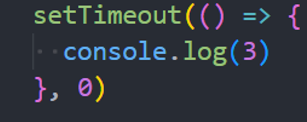 setTimeout(() => {
  console.log(3)
}, 0)